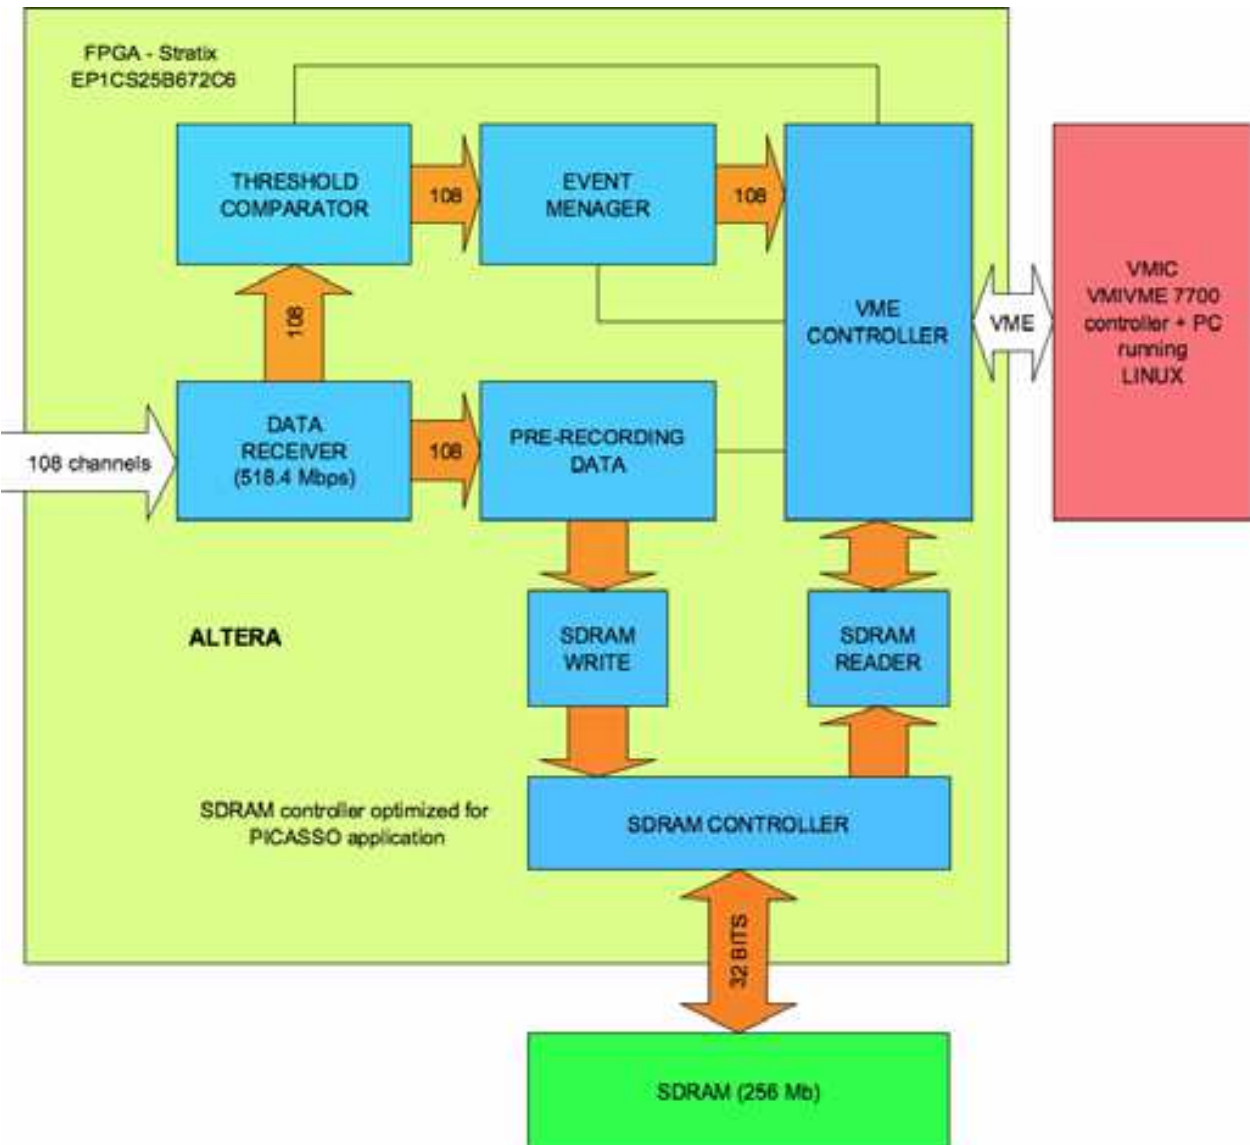 FPGA - Stratix
EP1CS25B672C6
THRESHOLD
COMPARATOR
108
EVENT
MENAGER
108
VME
CONTROLLER
VME
VMIC
VMIVME 7700
controller + PC
running
LINUX
108
108 channels
DATA
RECEIVER
(518.4 Mbps)
108
PRE-RECORDING
DATA
ALTERA
SDRAM
WRITE
SDRAM
READER
SDRAM controller optimized for
PICASSO application
SDRAM CONTROLLER
32 BITS
SDRAM (256 Mb)